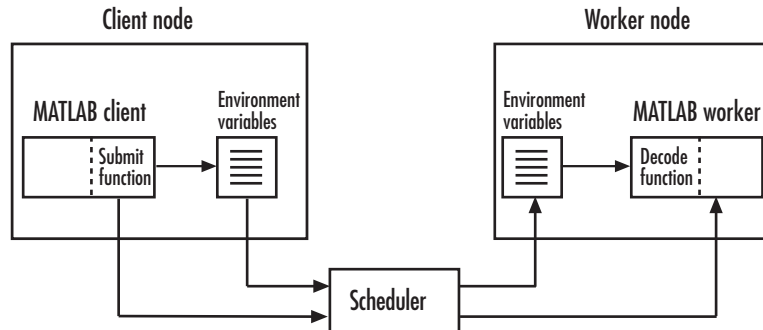 Client node
Worker node
MATLAB client
Environment
variables
Submit
function
Environment
variables
MATLAB worker
Decode
function
Scheduler